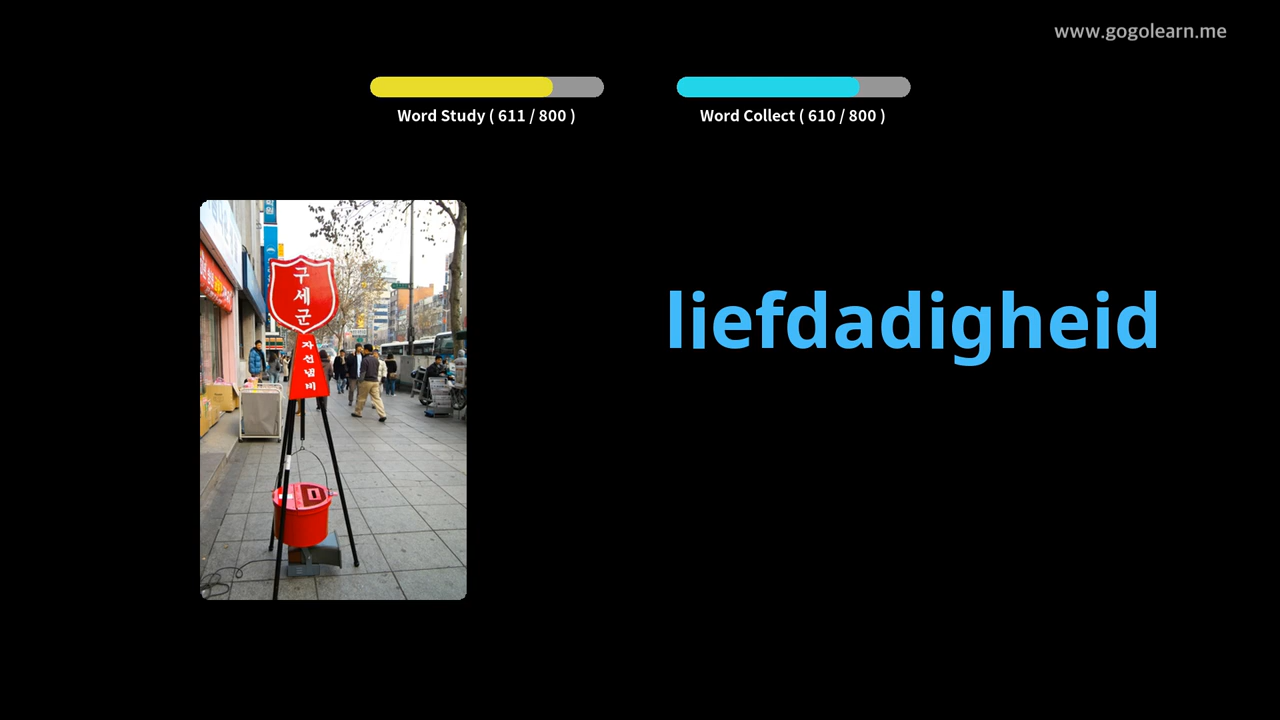 www.gogolearn.me
Word Study ( 611 / 800 )
Word Collect ( 610 / 800 )
구
세
군
자
선
냄
비
liefdadigheid